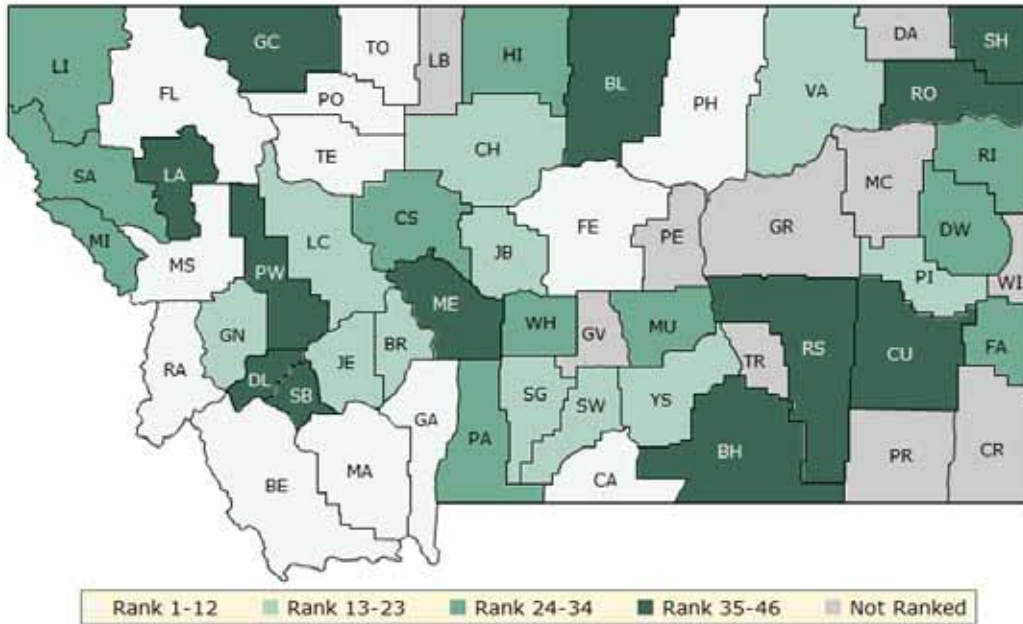 GC
TO
LB
HI
BL
DA
SH
LI
FL
PO
PH
VA
RO
TE
CH
RI
SA
LA
MC
CS
FE
GR
DW
MI
LC
JB
PE
MS
PW
PI
WI
ME
GN
WH
GV
MU
RS
CU
FA
RA
JE
BR
TR
DL
SB
SG
SW
YS
GA
PA
BH
PR
CR
BE
MA
CA
Rank 1-12 Rank 13-23 Rank 24-34 Rank 35-46 Not Ranked